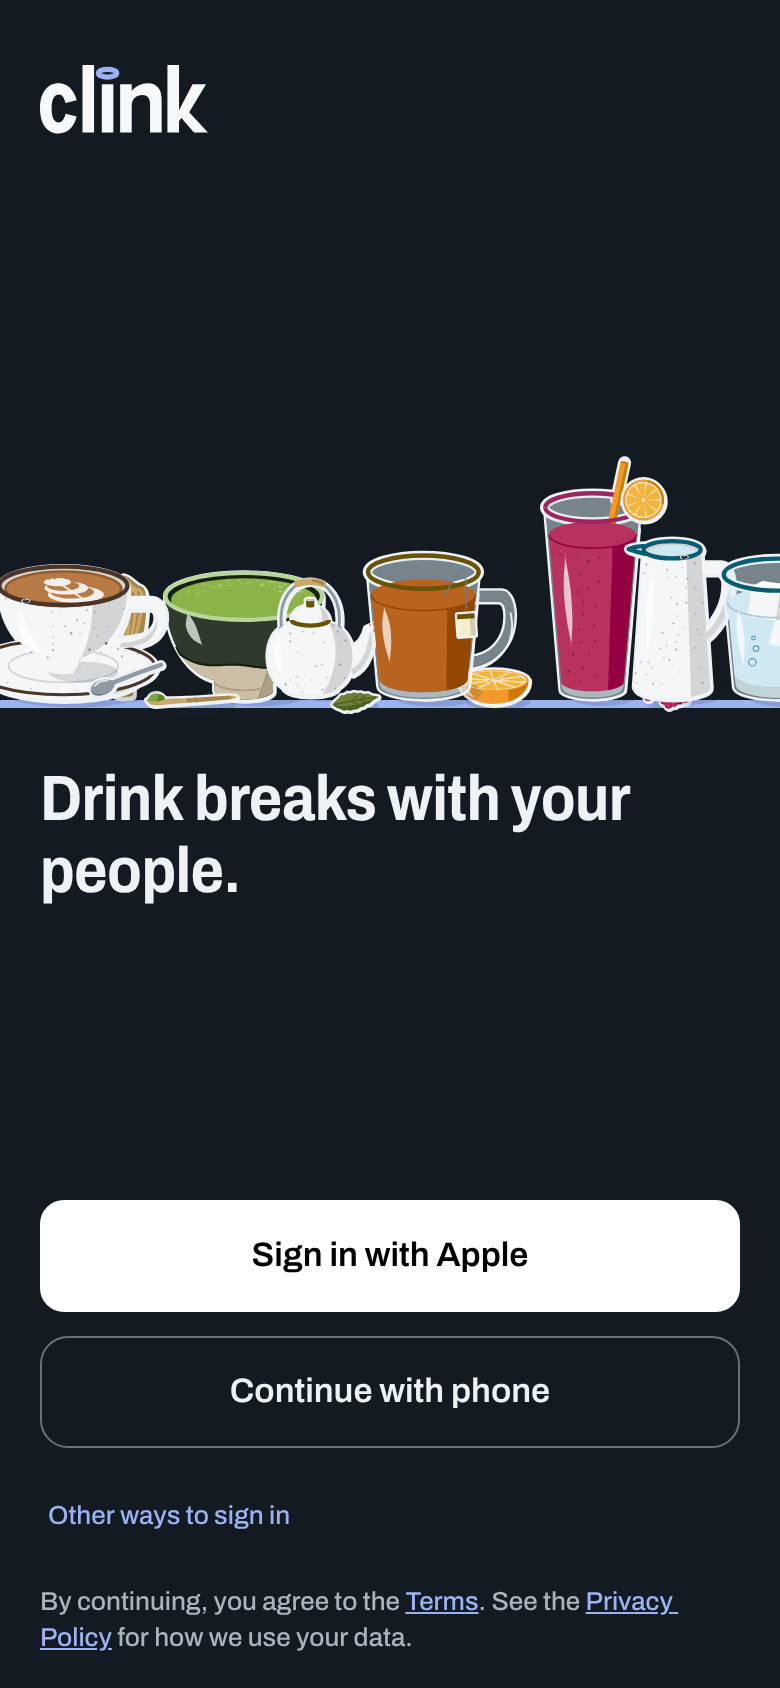 clink
Drink breaks with your
people.
Sign in with Apple
Continue with phone
Other ways to sign in
By continuing, you agree to the Terms. See the Privacy
Policy for how we use your data.